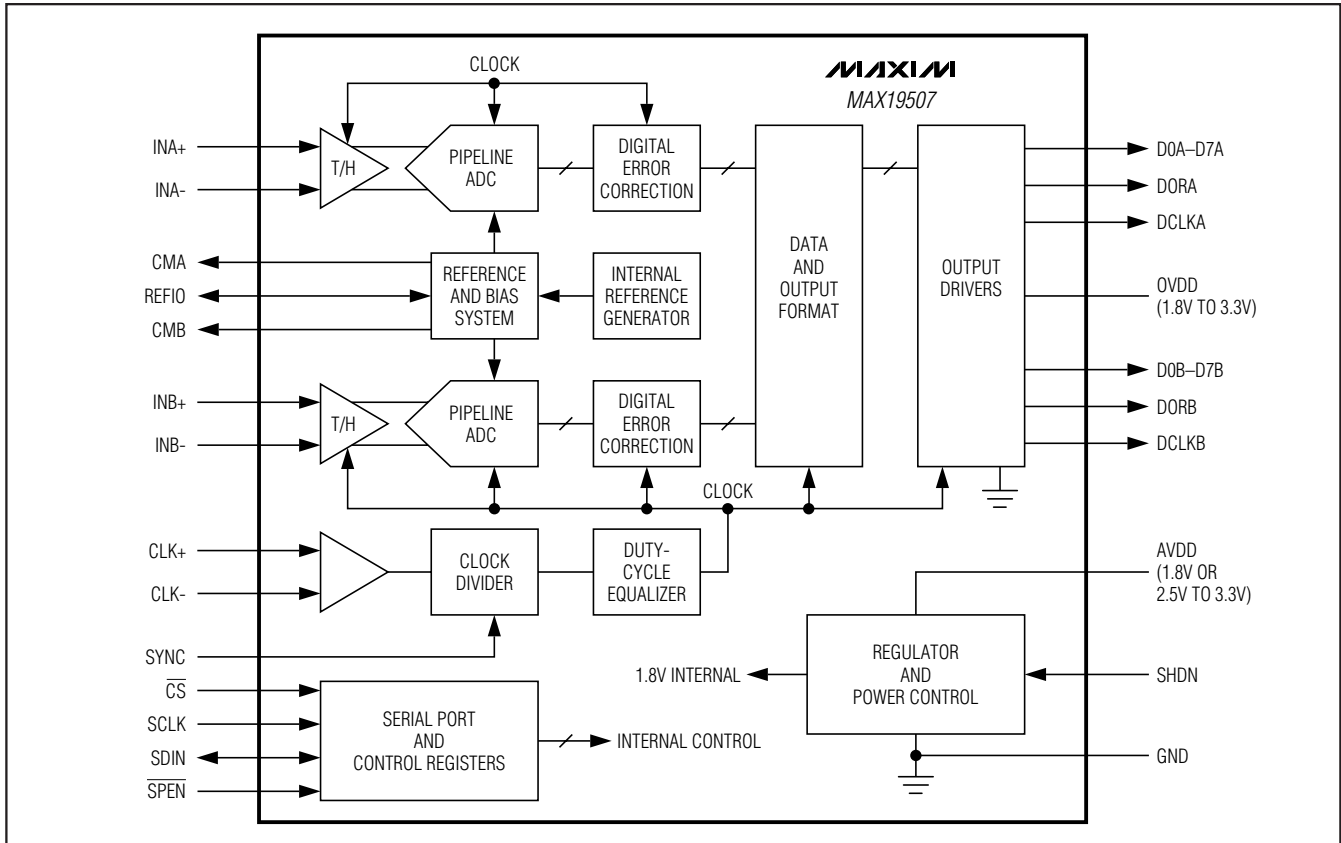 CLOCK
MAXIM
MAX19507
INA+
INA-
T/H
PIPELINE
ADC
DIGITAL
ERROR
CORRECTION
DATA
AND
OUTPUT
FORMAT
OUTPUT
DRIVERS
D0A–D7A
DORA
DCLKA
CMA
REFIO
CMB
REFERENCE
AND BIAS
SYSTEM
INTERNAL
REFERENCE
GENERATOR
OVDD
(1.8V TO 3.3V)
INB+
INB-
T/H
PIPELINE
ADC
DIGITAL
ERROR
CORRECTION
D0B–D7B
DORB
DCLKB
CLOCK
CLK+
CLK-
SYNC
CLOCK
DIVIDER
DUTY-
CYCLE
EQUALIZER
AVDD
(1.8V OR
2.5V TO 3.3V)
1.8V INTERNAL
REGULATOR
AND
POWER CONTROL
SHDN
GND
C̅S̅
SCLK
SDIN
S̅P̅E̅N̅
SERIAL PORT
AND
CONTROL REGISTERS
INTERNAL CONTROL